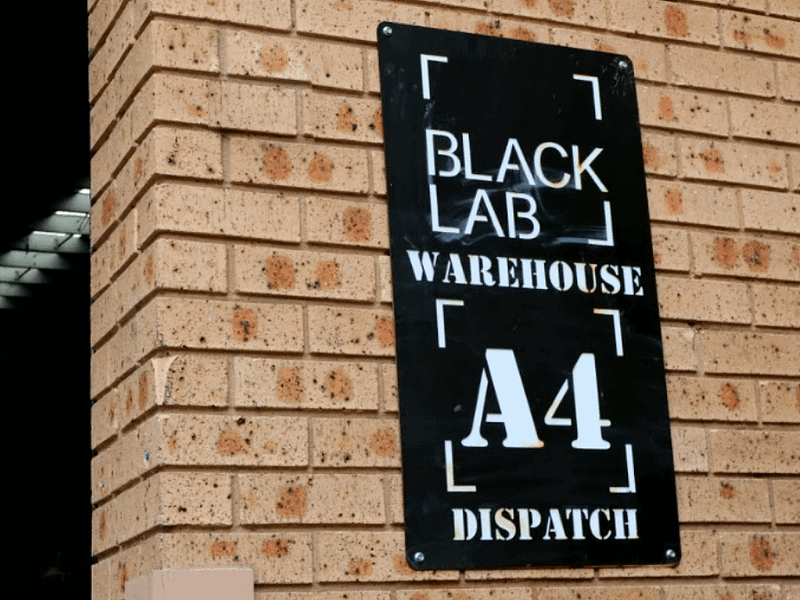 BLACK
LAB
WAREHOUSE
A4
DISPATCH